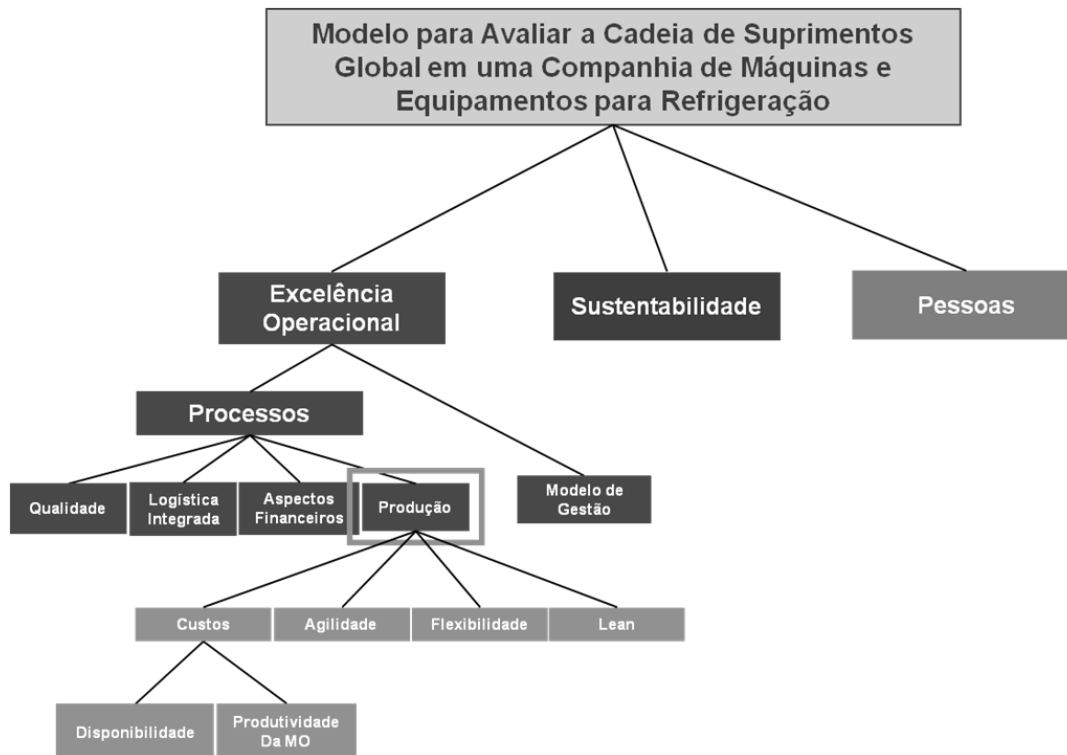 Modelo para Avaliar a Cadeia de Suprimentos
Global em uma Companhia de Máquinas e
Equipamentos para Refrigeração
Excelência
Operacional
Sustentabilidade
Pessoas
Processos
Qualidade
Logística
Integrada
Aspectos
Financeiros
Produção
Modelo de
Gestão
Custos
Agilidade
Flexibilidade
Lean
Disponibilidade
Produtividade
Da MO